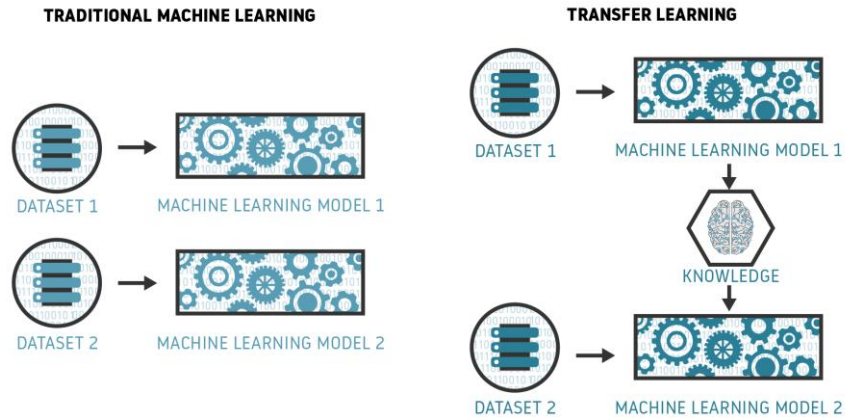 TRADITIONAL MACHINE LEARNING
DATASET 1
MACHINE LEARNING MODEL 1
DATASET 2
MACHINE LEARNING MODEL 2
TRANSFER LEARNING
DATASET 1
MACHINE LEARNING MODEL 1
KNOWLEDGE
DATASET 2
MACHINE LEARNING MODEL 2